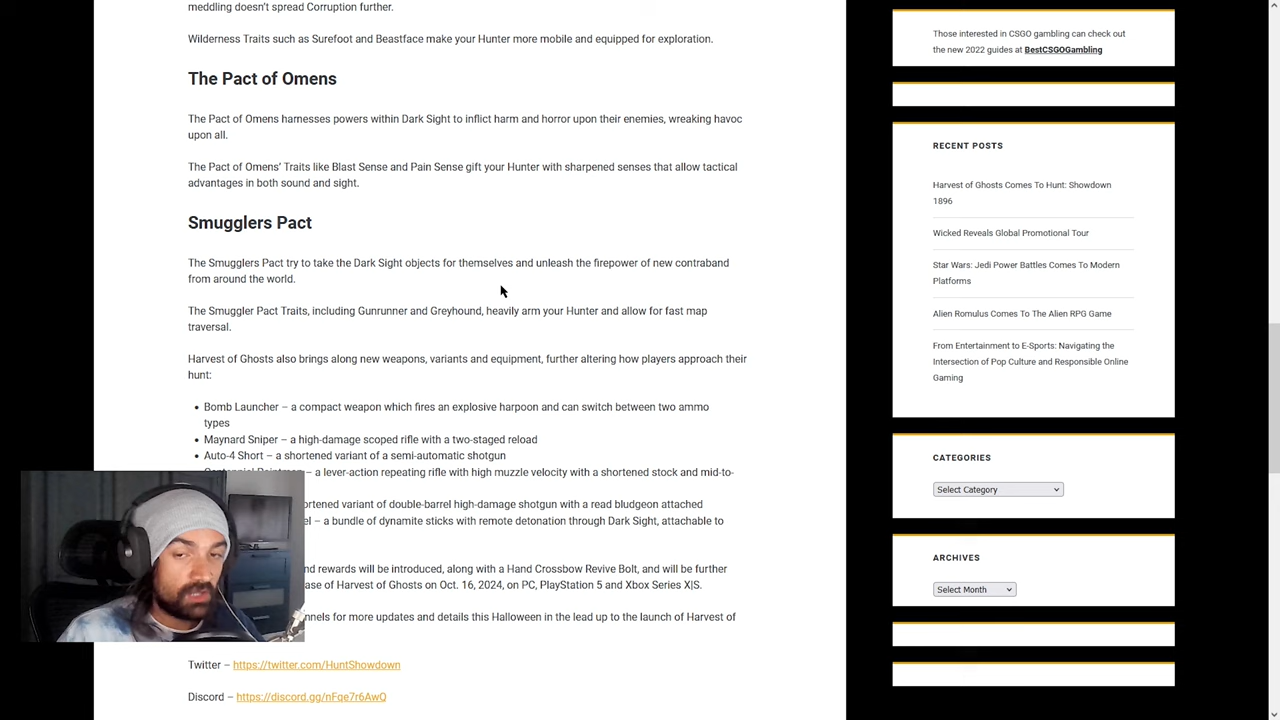 meddling doesn't spread Corruption further.
Wilderness Traits such as Surefoot and Beastface make your Hunter more mobile and equipped for exploration.
The Pact of Omens
The Pact of Omens harnesses powers within Dark Sight to inflict harm and horror upon their enemies, wreaking havoc
upon all.
The Pact of Omens' Traits like Blast Sense and Pain Sense gift your Hunter with sharpened senses that allow tactical
advantages in both sound and sight.
Smugglers Pact
The Smugglers Pact try to take the Dark Sight objects for themselves and unleash the firepower of new contraband
from around the world.
The Smuggler Pact Traits, including Gunrunner and Greyhound, heavily arm your Hunter and allow for fast map
traversal.
Harvest of Ghosts also brings along new weapons, variants and equipment, further altering how players approach their
hunt:
• Bomb Launcher – a compact weapon which fires an explosive harpoon and can switch between two ammo
types
• Maynard Sniper – a high-damage scoped rifle with a two-staged reload
• Auto-4 Short – a shortened variant of a semi-automatic shotgun
– a lever-action repeating rifle with high muzzle velocity with a shortened stock and mid-to-
variant of double-barrel high-damage shotgun with a read bludgeon attached
– a bundle of dynamite sticks with remote detonation through Dark Sight, attachable to
rewards will be introduced, along with a Hand Crossbow Revive Bolt, and will be further
of Harvest of Ghosts on Oct. 16, 2024, on PC, PlayStation 5 and Xbox Series X|S.
for more updates and details this Halloween in the lead up to the launch of Harvest of
Twitter – https://twitter.com/HuntShowdown
Discord – https://discord.gg/nFqe7r6AwQ
Those interested in CSGO gambling can check out
the new 2022 guides at BestCSGOGambling
RECENT POSTS
Harvest of Ghosts Comes To Hunt: Showdown
1896
Wicked Reveals Global Promotional Tour
Star Wars: Jedi Power Battles Comes To Modern
Platforms
Alien Romulus Comes To The Alien RPG Game
From Entertainment to E-Sports: Navigating the
Intersection of Pop Culture and Responsible Online
Gaming
CATEGORIES
Select Category
ARCHIVES
Select Month